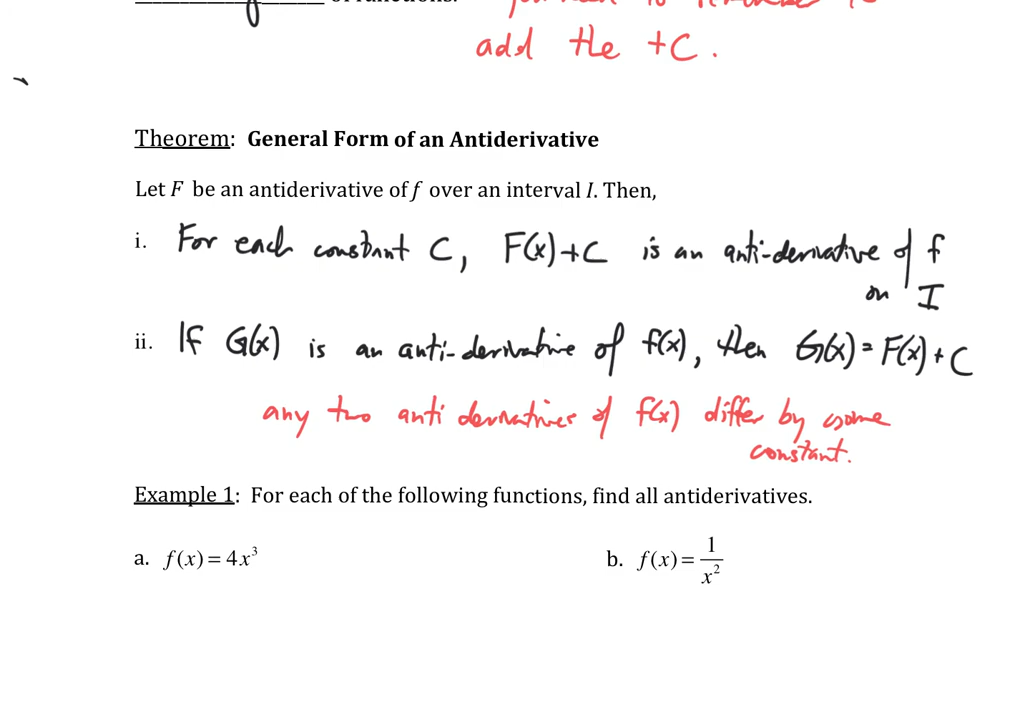 of functions.
add the +C.
Theorem: General Form of an Antiderivative
Let F be an antiderivative of f over an interval I. Then,
i. For each constant C, F(x)+C is an anti-derivative of f
on I
ii. If G(x) is an anti-derivative of f(x), then G(x) = F(x) + C
any two anti derivatives of f(x) differ by some
constant.
Example 1: For each of the following functions, find all antiderivatives.
a. f(x) = 4x³ b. f(x) = 1/x²